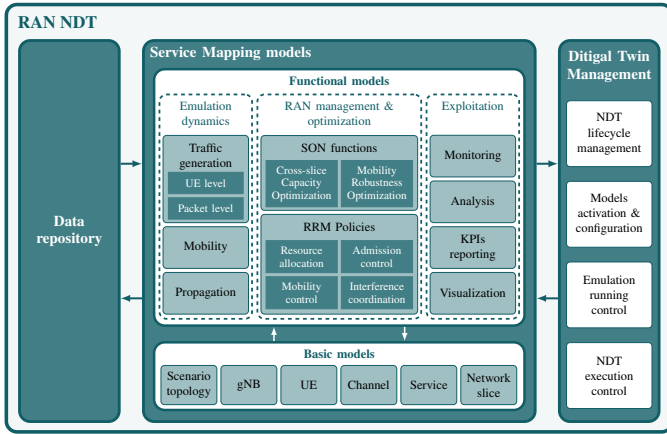 RAN NDT
Data
repository
Service Mapping models
Functional models
Emulation
dynamics
Traffic
generation
UE level
Packet level
Mobility
Propagation
RAN management &
optimization
SON functions
Cross-slice
Capacity
Optimization
Mobility
Robustness
Optimization
RRM Policies
Resource
allocation
Admission
control
Mobility
control
Interference
coordination
Exploitation
Monitoring
Analysis
KPIs
reporting
Visualization
Basic models
Scenario
topology
gNB
UE
Channel
Service
Network
slice
Ditigal Twin
Management
NDT
lifecycle
management
Models
activation &
configuration
Emulation
running
control
NDT
execution
control